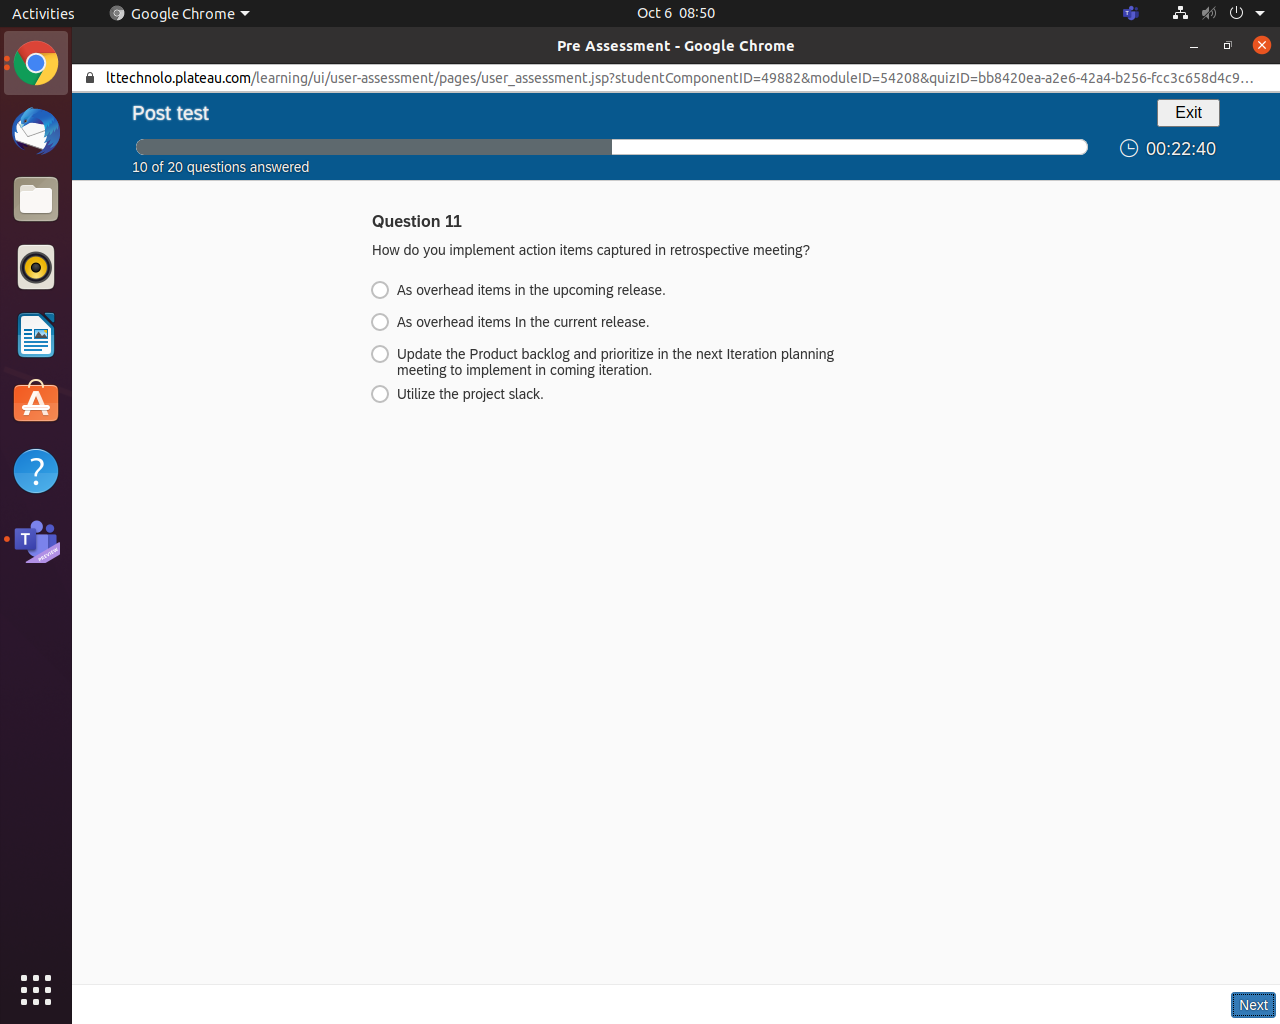 Activities
Google Chrome
Oct 6 08:50
Pre Assessment - Google Chrome
lttechnolo.plateau.com/learning/ui/user-assessment/pages/user_assessment.jsp?studentComponentID=49882&moduleID=54208&quizID=bb8420ea-a2e6-42a4-b256-fcc3c658d4c9...
Post test
Exit
00:22:40
10 of 20 questions answered
Question 11
How do you implement action items captured in retrospective meeting?
As overhead items in the upcoming release.
As overhead items In the current release.
Update the Product backlog and prioritize in the next Iteration planning
meeting to implement in coming iteration.
Utilize the project slack.
T
PREVIEW
Next